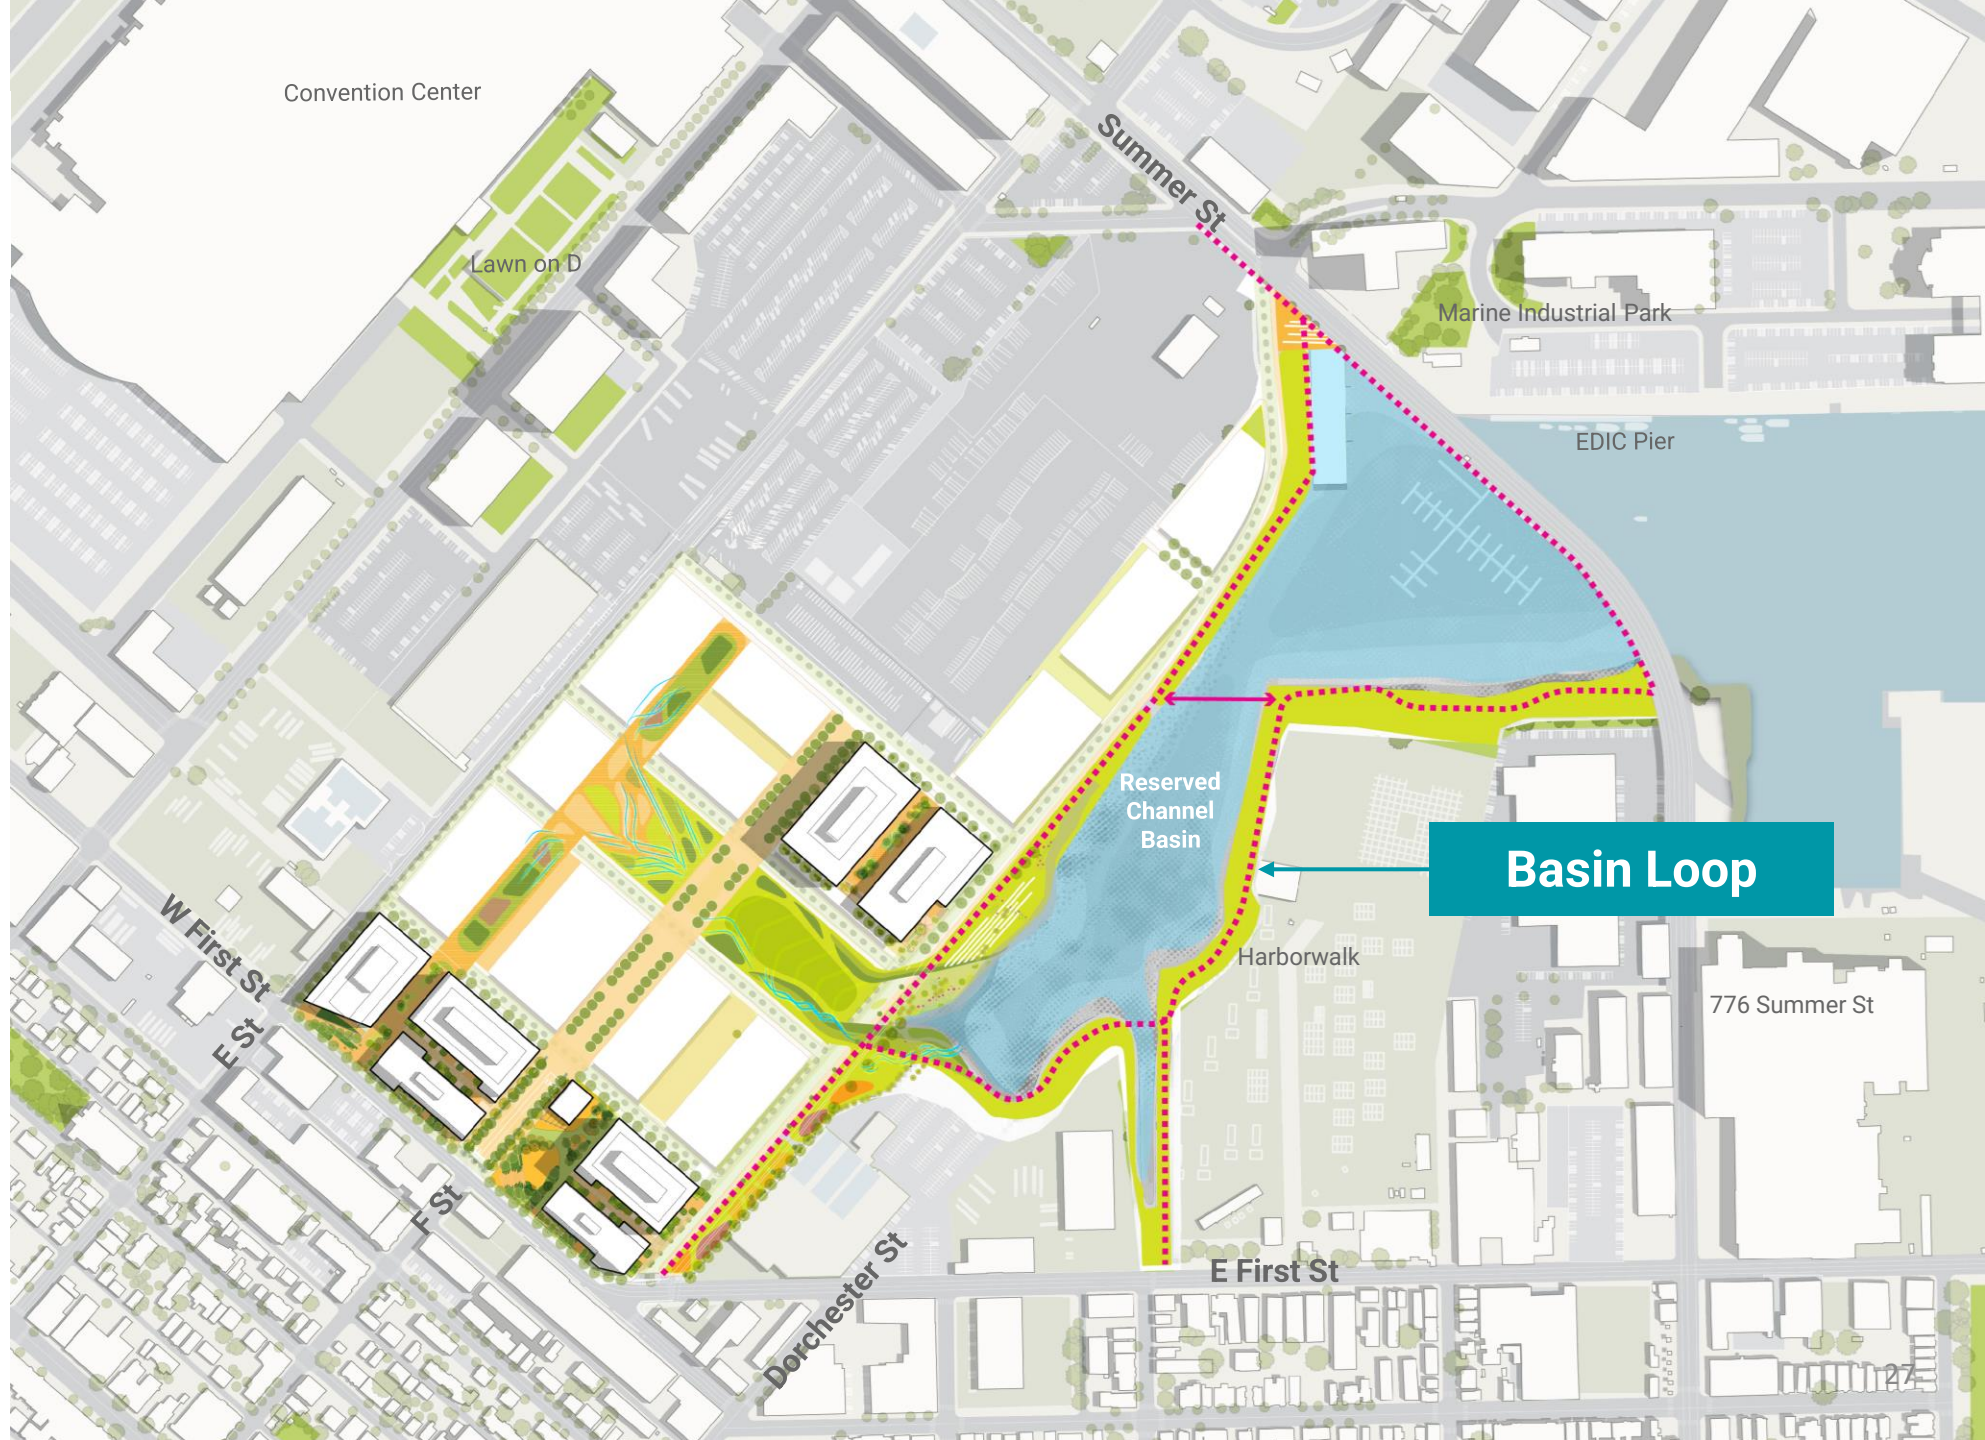 Convention Center
Summer St
Lawn on D
Marine Industrial Park
EDIC Pier
Reserved
Channel
Basin
Basin Loop
W First St
Harborwalk
776 Summer St
E St
F St
Dorchester St
E First St
27